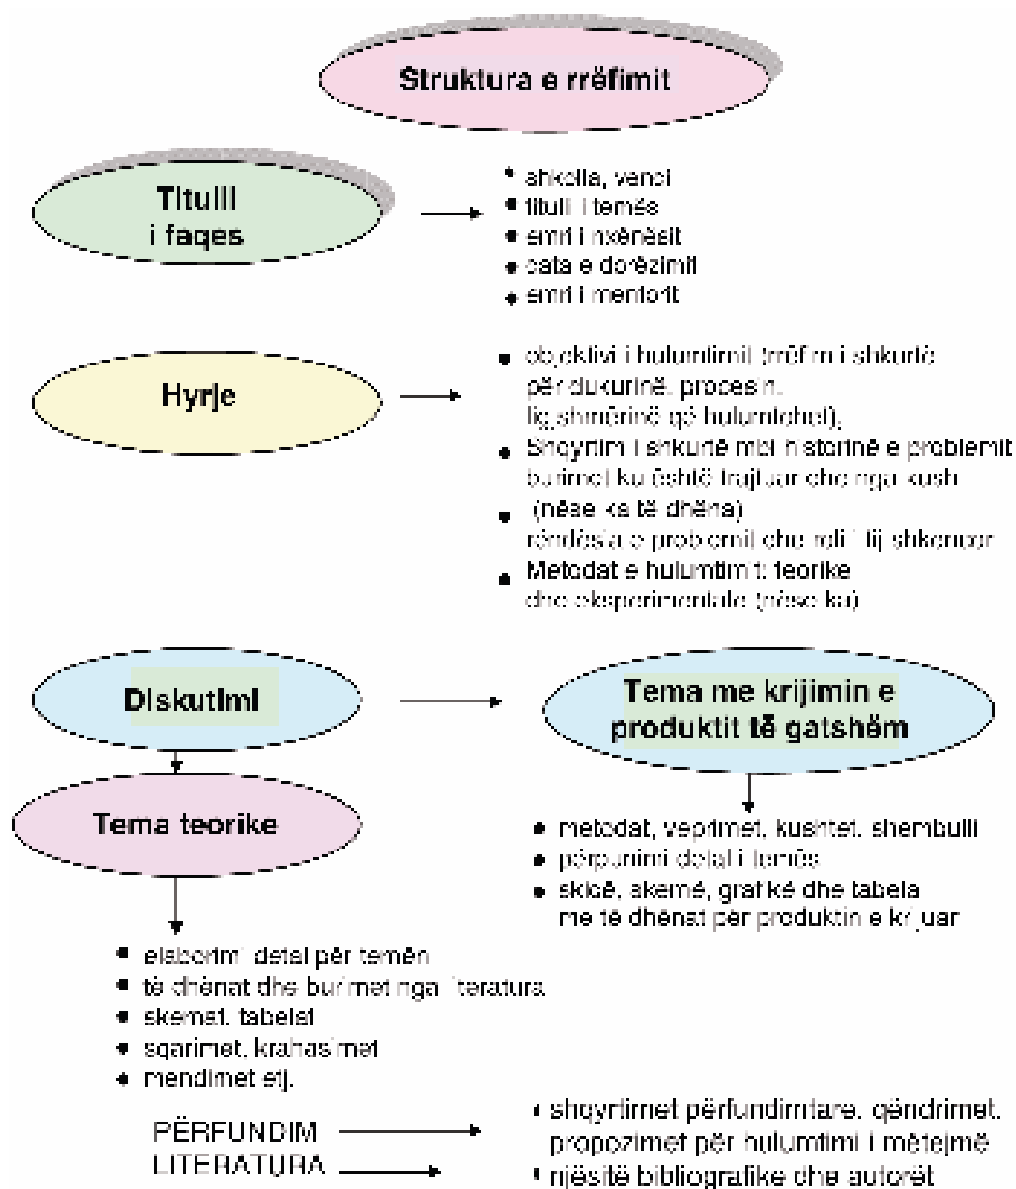 Struktura e rrëfimit
Titulli
i faqes
• shkolla, vendi
• titulli i temës
• emri i nxënësit
• data e dorëzimit
• emri i mentorit
Hyrje
• objektivi i hulumtimit (rrëfim i shkurtë
për dukurinë, procesin,
ligjshmërinë që hulumtohet),
• Shqyrtim i shkurtë mbi historinë e problemit
burimet ku është trajtuar dhe nga kush
• (nëse ka të dhëna)
rëndësia e problemit dhe roli i tij shkencor
• Metodat e hulumtimit: teorike
dhe eksperimentale (nëse ka)
Diskutimi
Tema me krijimin e
produktit të gatshëm
Tema teorike
• metodat, veprimet, kushtet, shembulli
• përpunimi detal i temës
• skicë, skemë, grafikë dhe tabela
me të dhënat për produktin e krijuar
• elaborimi detal për temën
• të dhënat dhe burimet nga literatura
• skemat, tabelat
• sqarimet, krahasimet
• mendimet etj.
PËRFUNDIM
• shqyrtimet përfundimtare, qëndrimet,
propozimet për hulumtimi i mëtejmë
LITERATURA
• njësitë bibliografike dhe autorët